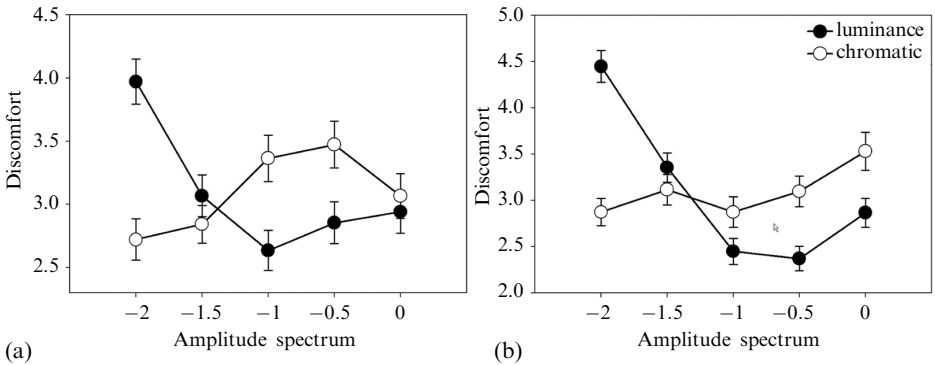 4.5
4.0
3.5
3.0
2.5
Discomfort
−2 −1.5 −1 −0.5 0
Amplitude spectrum
(a)
5.0
4.5
4.0
3.5
3.0
2.5
2.0
Discomfort
luminance
chromatic
−2 −1.5 −1 −0.5 0
Amplitude spectrum
(b)